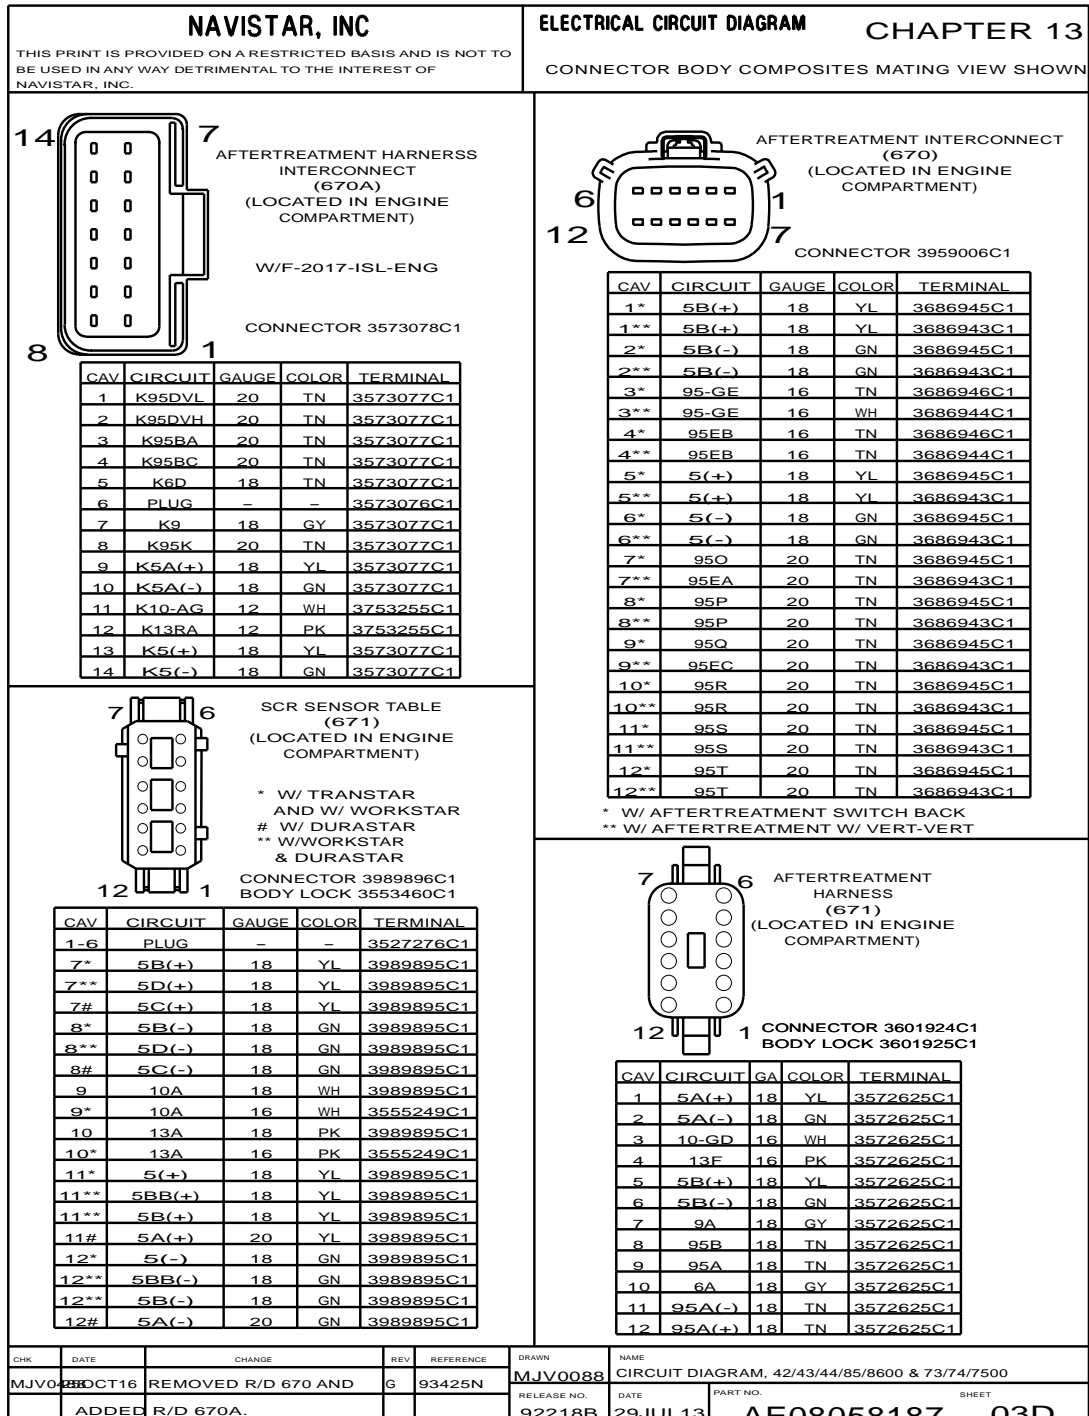 NAVISTAR, INC
THIS PRINT IS PROVIDED ON A RESTRICTED BASIS AND IS NOT TO
BE USED IN ANY WAY DETRIMENTAL TO THE INTEREST OF
NAVISTAR, INC.
ELECTRICAL CIRCUIT DIAGRAM CHAPTER 13
CONNECTOR BODY COMPOSITES MATING VIEW SHOWN
14 7
8 1
AFTERTREATMENT HARNERSS
INTERCONNECT
(670A)
(LOCATED IN ENGINE
COMPARTMENT)
W/F-2017-ISL-ENG
CONNECTOR 3573078C1
CAV CIRCUIT GAUGE COLOR TERMINAL
1 K95DVL 20 TN 3573077C1
2 K95DVH 20 TN 3573077C1
3 K95BA 20 TN 3573077C1
4 K95BC 20 TN 3573077C1
5 K6D 18 TN 3573077C1
6 PLUG – – 3573076C1
7 K9 18 GY 3573077C1
8 K95K 20 TN 3573077C1
9 K5A(+) 18 YL 3573077C1
10 K5A(-) 18 GN 3573077C1
11 K10-AG 12 WH 3753255C1
12 K13RA 12 PK 3753255C1
13 K5(+) 18 YL 3573077C1
14 K5(-) 18 GN 3573077C1
AFTERTREATMENT INTERCONNECT
(670)
(LOCATED IN ENGINE
COMPARTMENT)
6 1
12 7
CONNECTOR 3959006C1
CAV CIRCUIT GAUGE COLOR TERMINAL
1* 5B(+) 18 YL 3686945C1
1** 5B(+) 18 YL 3686943C1
2* 5B(-) 18 GN 3686945C1
2** 5B(-) 18 GN 3686943C1
3* 95-GE 16 TN 3686946C1
3** 95-GE 16 WH 3686944C1
4* 95EB 16 TN 3686946C1
4** 95EB 16 TN 3686944C1
5* 5(+) 18 YL 3686945C1
5** 5(+) 18 YL 3686943C1
6* 5(-) 18 GN 3686945C1
6** 5(-) 18 GN 3686943C1
7* 95O 20 TN 3686945C1
7** 95EA 20 TN 3686943C1
8* 95P 20 TN 3686945C1
8** 95P 20 TN 3686943C1
9* 95Q 20 TN 3686945C1
9** 95EC 20 TN 3686943C1
10* 95R 20 TN 3686945C1
10** 95R 20 TN 3686943C1
11* 95S 20 TN 3686945C1
11** 95S 20 TN 3686943C1
12* 95T 20 TN 3686945C1
12** 95T 20 TN 3686943C1
* W/ AFTERTREATMENT SWITCH BACK
** W/ AFTERTREATMENT W/ VERT-VERT
7 6
12 1
SCR SENSOR TABLE
(671)
(LOCATED IN ENGINE
COMPARTMENT)
* W/ TRANSTAR
AND W/ WORKSTAR
# W/ DURASTAR
** W/WORKSTAR
& DURASTAR
CONNECTOR 3989896C1
BODY LOCK 3553460C1
CAV CIRCUIT GAUGE COLOR TERMINAL
1-6 PLUG – – 3527276C1
7* 5B(+) 18 YL 3989895C1
7** 5D(+) 18 YL 3989895C1
7# 5C(+) 18 YL 3989895C1
8* 5B(-) 18 GN 3989895C1
8** 5D(-) 18 GN 3989895C1
8# 5C(-) 18 GN 3989895C1
9 10A 18 WH 3989895C1
9* 10A 16 WH 3555249C1
10 13A 18 PK 3989895C1
10* 13A 16 PK 3555249C1
11* 5(+) 18 YL 3989895C1
11** 5BB(+) 18 YL 3989895C1
11** 5B(+) 18 YL 3989895C1
11# 5A(+) 20 YL 3989895C1
12* 5(-) 18 GN 3989895C1
12** 5BB(-) 18 GN 3989895C1
12** 5B(-) 18 GN 3989895C1
12# 5A(-) 20 GN 3989895C1
7 6
12 1
AFTERTREATMENT
HARNESS
(671)
(LOCATED IN ENGINE
COMPARTMENT)
CONNECTOR 3601924C1
BODY LOCK 3601925C1
CAV CIRCUIT GA COLOR TERMINAL
1 5A(+) 18 YL 3572625C1
2 5A(-) 18 GN 3572625C1
3 10-GD 16 WH 3572625C1
4 13F 16 PK 3572625C1
5 5B(+) 18 YL 3572625C1
6 5B(-) 18 GN 3572625C1
7 9A 18 GY 3572625C1
8 95B 18 TN 3572625C1
9 95A 18 TN 3572625C1
10 6A 18 GY 3572625C1
11 95A(-) 18 TN 3572625C1
12 95A(+) 18 TN 3572625C1
CHK DATE CHANGE REV REFERENCE
OCT16 REMOVED R/D 670 AND G 93425N
ADDED R/D 670A.
DRAWN
MJV0088
NAME
CIRCUIT DIAGRAM, 42/43/44/85/8600 & 73/74/7500
RELEASE NO. DATE PART NO. SHEET
92218B 29JUL13 AE08058187 03D